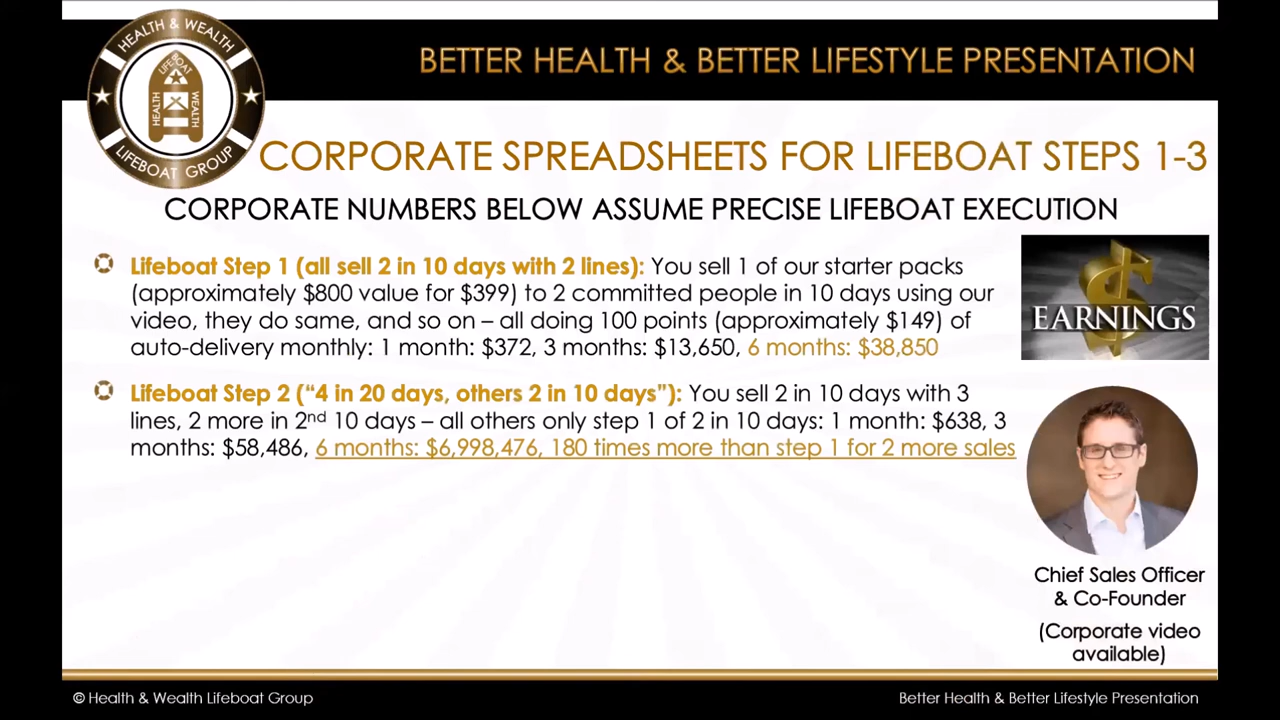 HEALTH & WEALTH
LIFEBOAT
HEALTH
WEALTH
LIFEBOAT GROUP
BETTER HEALTH & BETTER LIFESTYLE PRESENTATION
CORPORATE SPREADSHEETS FOR LIFEBOAT STEPS 1-3
CORPORATE NUMBERS BELOW ASSUME PRECISE LIFEBOAT EXECUTION
Lifeboat Step 1 (all sell 2 in 10 days with 2 lines): You sell 1 of our starter packs
(approximately $800 value for $399) to 2 committed people in 10 days using our
video, they do same, and so on – all doing 100 points (approximately $149) of
auto-delivery monthly: 1 month: $372, 3 months: $13,650, 6 months: $38,850
EARNINGS
Lifeboat Step 2 (“4 in 20 days, others 2 in 10 days”): You sell 2 in 10 days with 3
lines, 2 more in 2nd 10 days – all others only step 1 of 2 in 10 days: 1 month: $638, 3
months: $58,486, 6 months: $6,998,476, 180 times more than step 1 for 2 more sales
Chief Sales Officer
& Co-Founder
(Corporate video
available)
© Health & Wealth Lifeboat Group
Better Health & Better Lifestyle Presentation